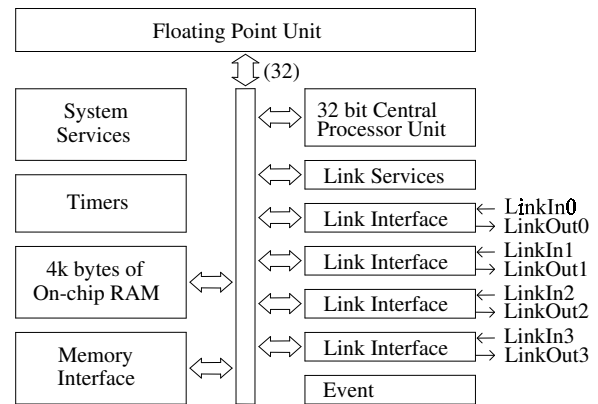 Floating Point Unit
(32)
System
Services
32 bit Central
Processor Unit
Link Services
Timers
Link Interface
LinkIn0
LinkOut0
4k bytes of
On-chip RAM
Link Interface
LinkIn1
LinkOut1
Link Interface
LinkIn2
LinkOut2
Memory
Interface
Link Interface
LinkIn3
LinkOut3
Event